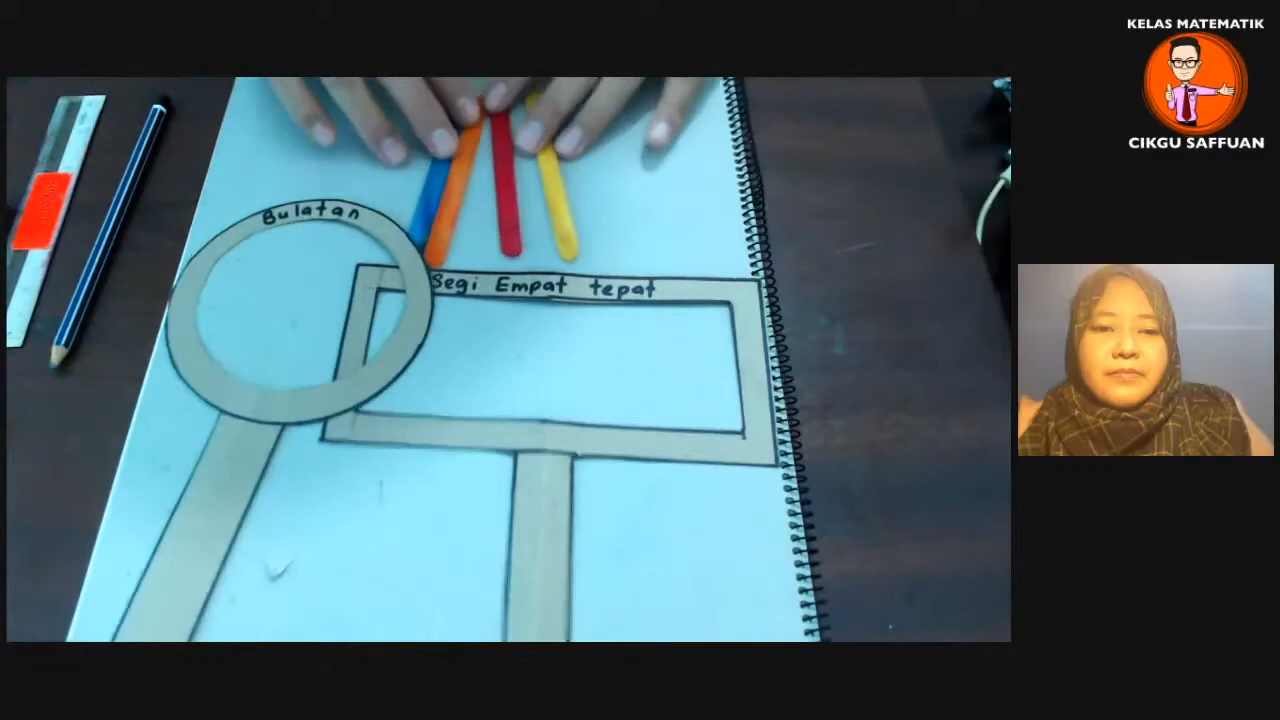 KELAS MATEMATIK
CIKGU SAFFUAN
Bulatan
Segi Empat tepat